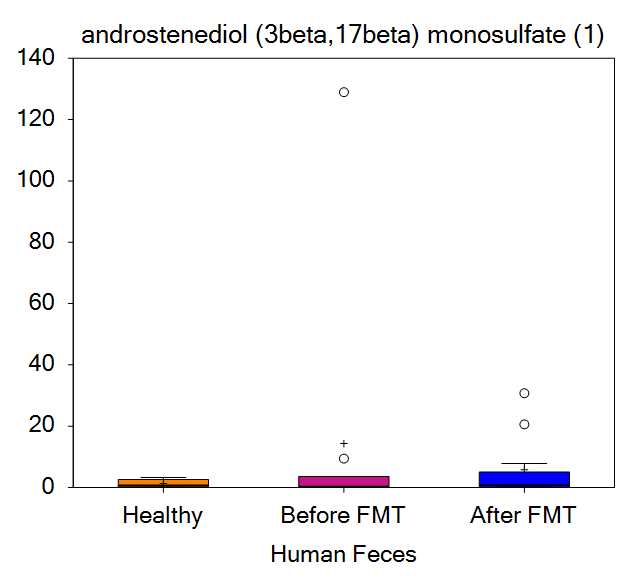 androstenediol (3beta,17beta) monosulfate (1)
140
120
100
80
60
40
20
0
Healthy Before FMT After FMT
Human Feces